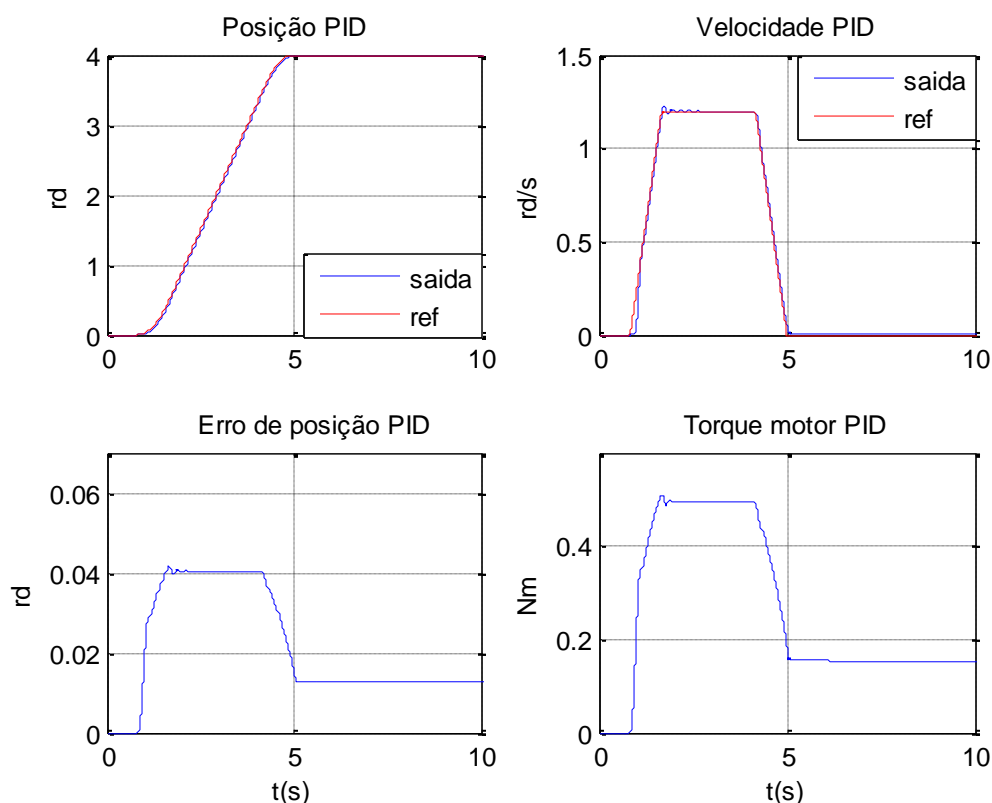 Posição PID
4
3
2
1
0
rd
0
5
10
saida
ref
Velocidade PID
1.5
1
0.5
0
rd/s
0
5
10
saida
ref
Erro de posição PID
0.06
0.04
0.02
0
rd
0
5
10
t(s)
Torque motor PID
0.4
0.2
0
Nm
0
5
10
t(s)